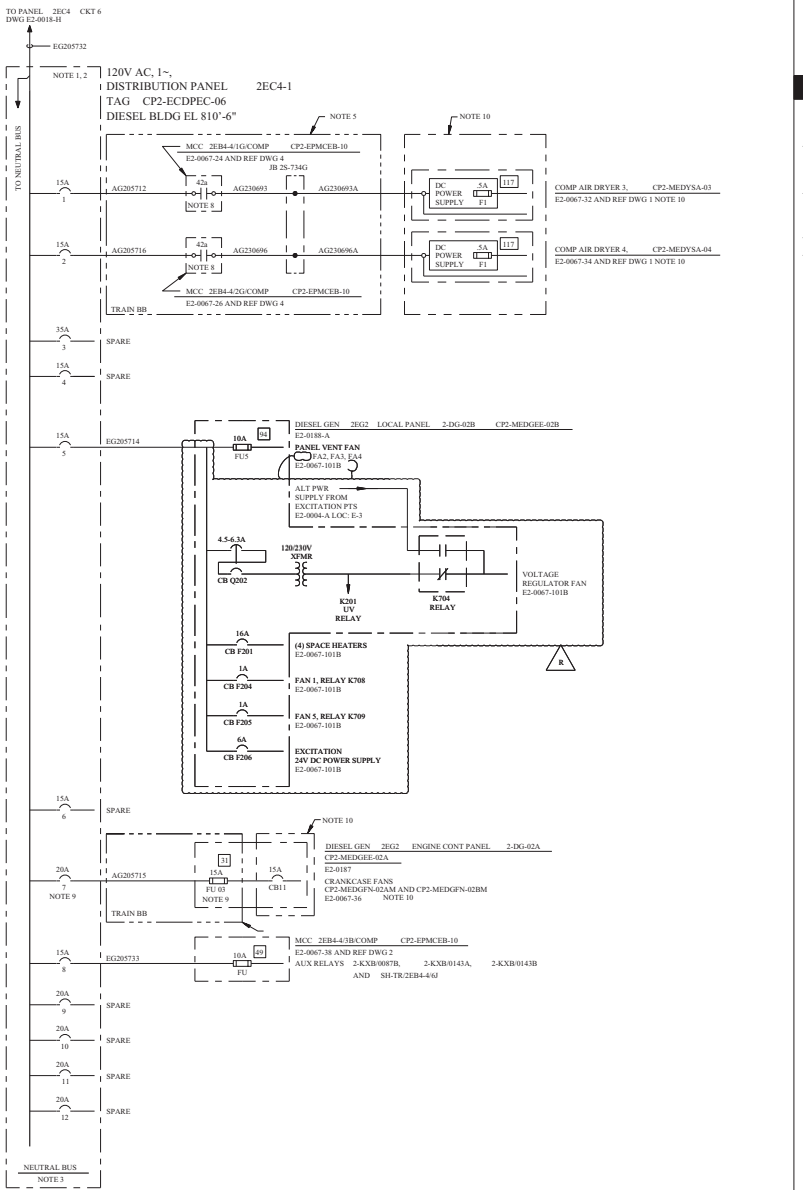 TO PANEL 2EC4 CKT 6
DWG E2-0018-H
EG205732
NOTE 1, 2
TO NEUTRAL BUS
120V AC, 1~,
DISTRIBUTION PANEL 2EC4-1
TAG CP2-ECDPEC-06
DIESEL BLDG EL 810'-6"
NOTE 5
NOTE 10
MCC 2EB4-4/1G/COMP CP2-EPMCEB-10
E2-0067-24 AND REF DWG 4
JB 2S-734G
15A
1
AG205712
42a
NOTE 8
AG230693
AG230693A
DC
POWER
SUPPLY
.5A
F1
117
COMP AIR DRYER 3, CP2-MEDYSA-03
E2-0067-32 AND REF DWG 1 NOTE 10
15A
2
AG205716
42a
NOTE 8
AG230696
AG230696A
DC
POWER
SUPPLY
.5A
F1
117
COMP AIR DRYER 4, CP2-MEDYSA-04
E2-0067-34 AND REF DWG 1 NOTE 10
MCC 2EB4-4/2G/COMP CP2-EPMCEB-10
E2-0067-26 AND REF DWG 4
TRAIN BB
35A
3
SPARE
15A
4
SPARE
15A
5
EG205714
10A
FU5
94
DIESEL GEN 2EG2 LOCAL PANEL 2-DG-02B CP2-MEDGEE-02B
E2-0188-A
PANEL VENT FAN
FA2, FA3, FA4
E2-0067-101B
ALT PWR
SUPPLY FROM
EXCITATION PTS
E2-0004-A LOC: E-3
4.5-6.3A
CB Q202
120/230V
XFMR
K201
UV
RELAY
K704
RELAY
VOLTAGE
REGULATOR FAN
E2-0067-101B
16A
CB F201
(4) SPACE HEATERS
E2-0067-101B
R
1A
CB F204
FAN 1, RELAY K708
E2-0067-101B
1A
CB F205
FAN 5, RELAY K709
E2-0067-101B
6A
CB F206
EXCITATION
24V DC POWER SUPPLY
E2-0067-101B
15A
6
SPARE
NOTE 10
20A
7
NOTE 9
AG205715
31
15A
FU 03
NOTE 9
15A
CB11
TRAIN BB
DIESEL GEN 2EG2 ENGINE CONT PANEL 2-DG-02A
CP2-MEDGEE-02A
E2-0187
CRANKCASE FANS
CP2-MEDGFN-02AM AND CP2-MEDGFN-02BM
E2-0067-36 NOTE 10
15A
8
EG205733
10A
FU
49
MCC 2EB4-4/3B/COMP CP2-EPMCEB-10
E2-0067-38 AND REF DWG 2
AUX RELAYS 2-KXB/0087B, 2-KXB/0143A, 2-KXB/0143B
AND SH-TR/2EB4-4/6J
20A
9
SPARE
20A
10
SPARE
20A
11
SPARE
20A
12
SPARE
NEUTRAL BUS
NOTE 3